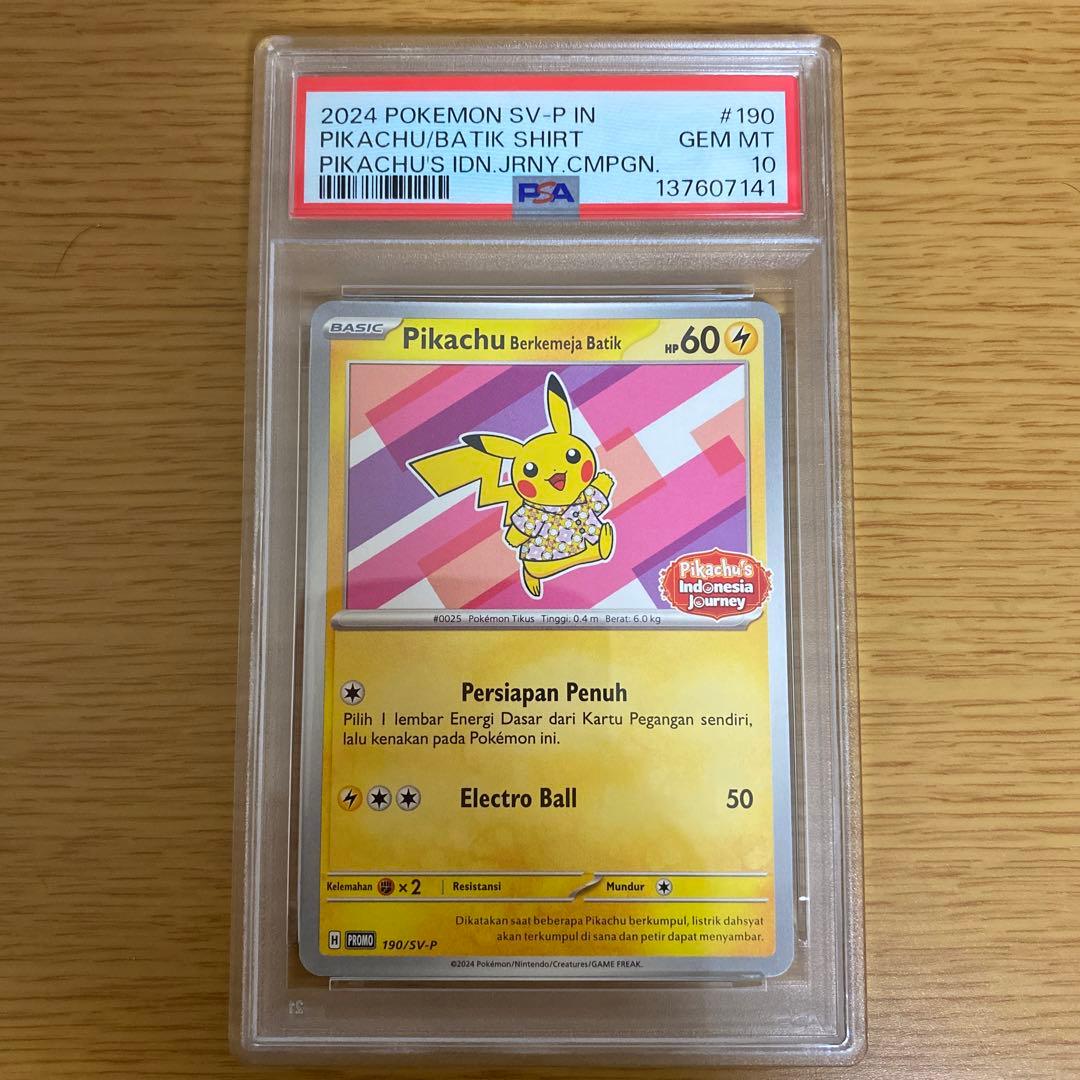 2024 POKEMON SV-P IN #190
PIKACHU/BATIK SHIRT GEM MT
PIKACHU'S IDN.JRNY.CMPGN. 10
PSA 137607141
BASIC Pikachu Berkemeja Batik HP 60
Pikachu's
Indonesia
Journey
#0025 Pokémon Tikus Tinggi: 0.4 m Berat: 6.0 kg
Persiapan Penuh
Pilih 1 lembar Energi Dasar dari Kartu Pegangan sendiri,
lalu kenakan pada Pokémon ini.
Electro Ball 50
Kelemahan ×2 Resistansi Mundur
Dikatakan saat beberapa Pikachu berkumpul, listrik dahsyat
akan terkumpul di sana dan petir dapat menyambar.
H PROMO 190/SV-P
©2024 Pokémon/Nintendo/Creatures/GAME FREAK.